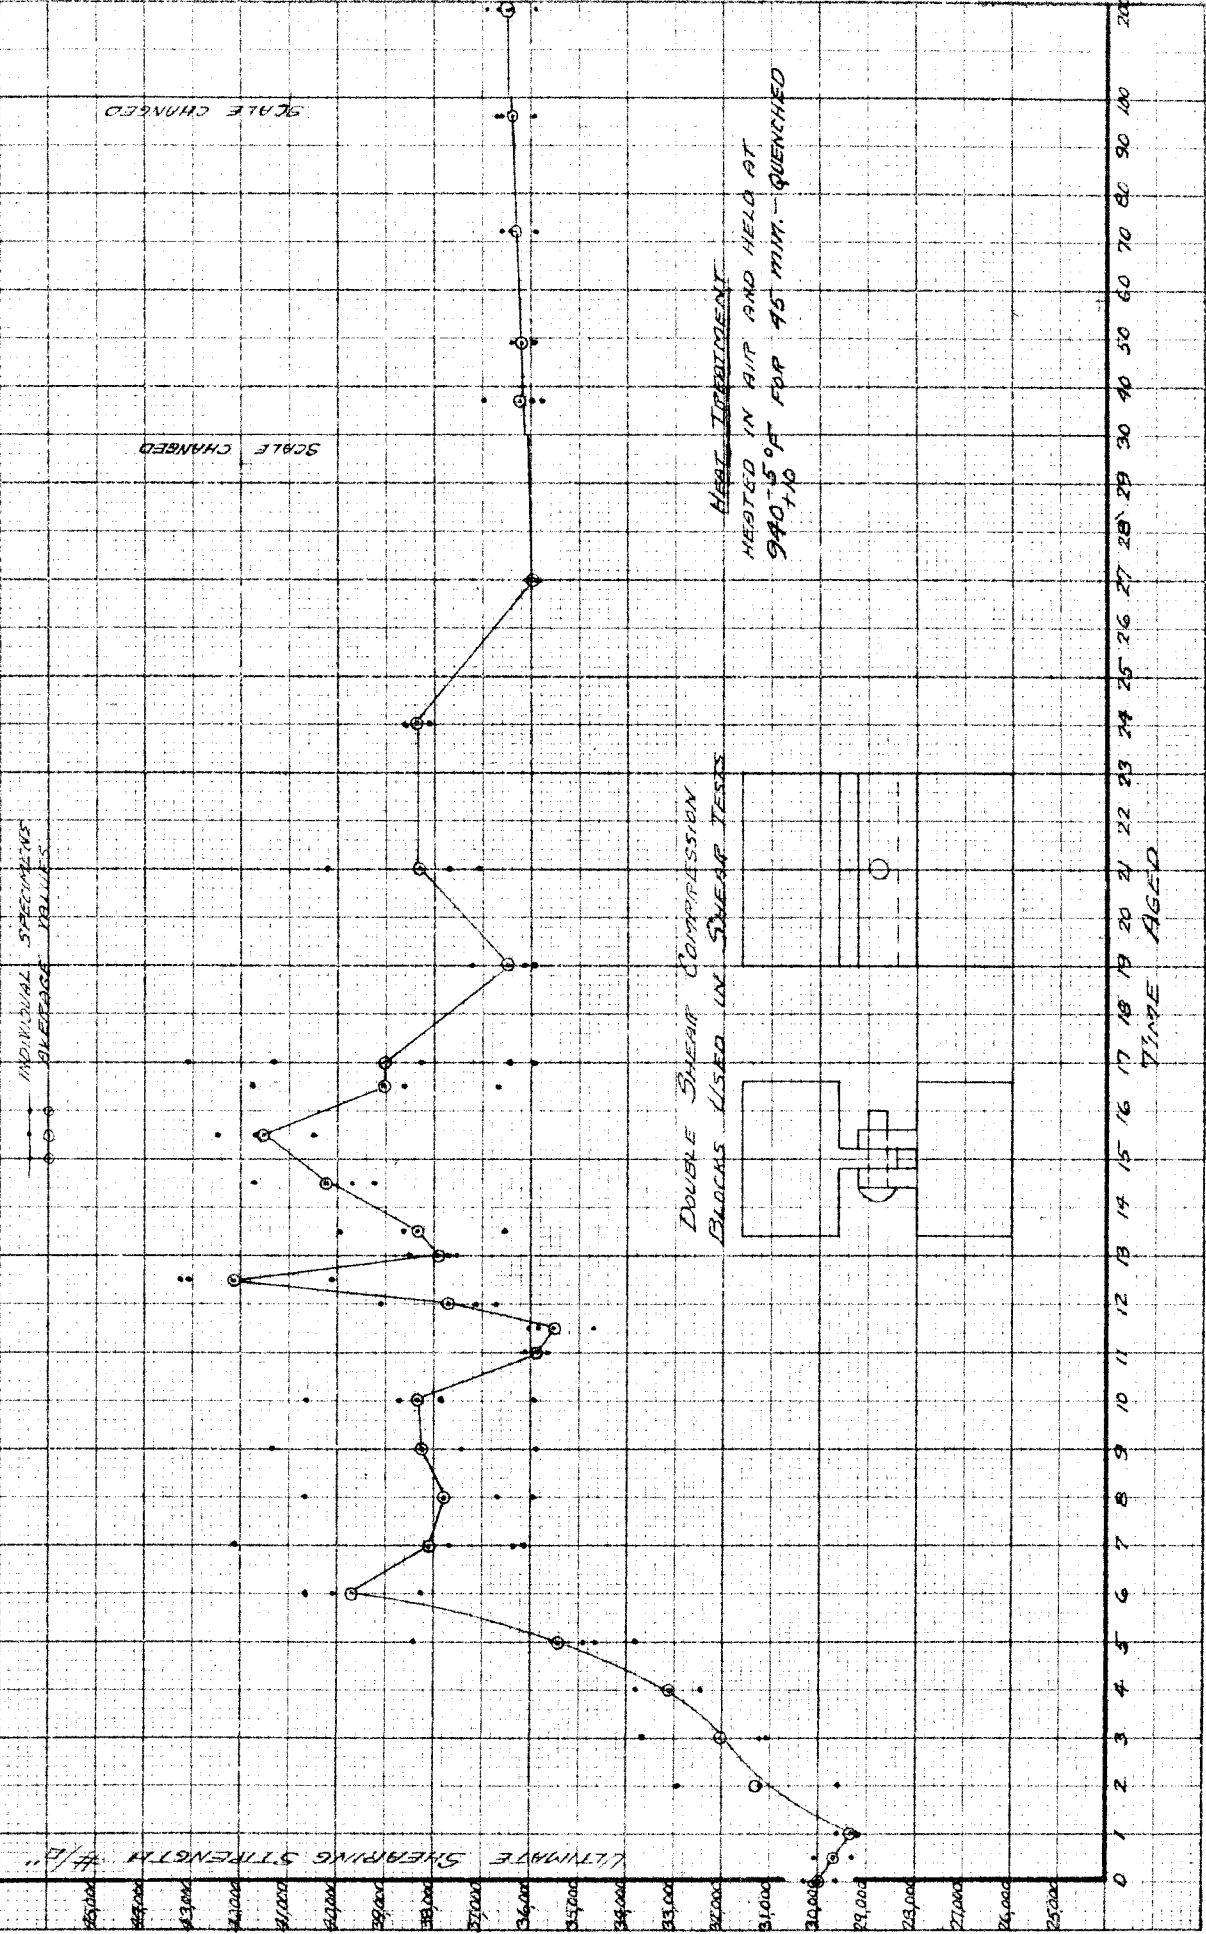 INDIVIDUAL SPECIMENS
AVERAGE VALUES
SCALE CHANGED
SCALE CHANGED
ULTIMATE SHEARING STRENGTH #/□"
45,000
44,000
43,000
42,000
41,000
40,000
39,000
38,000
37,000
36,000
35,000
34,000
33,000
32,000
31,000
30,000
29,000
28,000
27,000
26,000
25,000
DOUBLE SHEAR COMPRESSION
BLOCKS USED IN SHEAR TESTS
HEAT TREATMENT
HEATED IN AIR AND HELD AT
940 -5 +10 °F FOR 45 MIN. - QUENCHED
0 1 2 3 4 5 6 7 8 9 10 11 12 13 14 15 16 17 18 19 20 21 22 23 24 25 26 27 28 29 30 40 50 60 70 80 90 100 200
TIME AGED